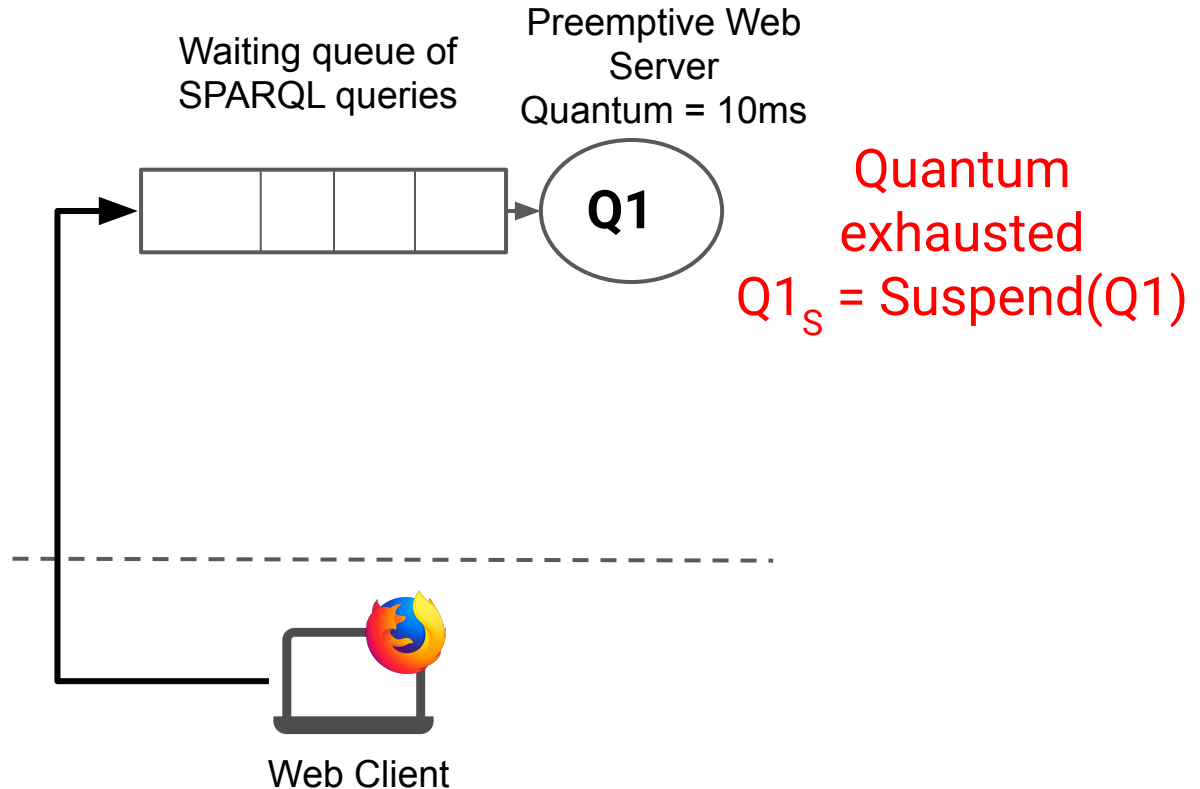 Waiting queue of
SPARQL queries
Preemptive Web
Server
Quantum = 10ms
Q1
Quantum
exhausted
Q1S = Suspend(Q1)
Web Client